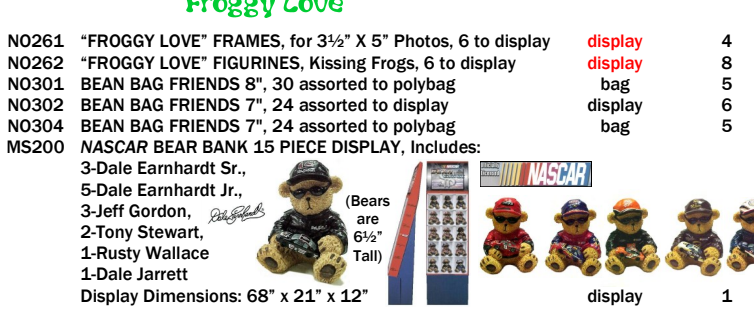 Froggy Love
NO261 “FROGGY LOVE” FRAMES, for 3½” X 5” Photos, 6 to display display 4
NO262 “FROGGY LOVE” FIGURINES, Kissing Frogs, 6 to display display 8
NO301 BEAN BAG FRIENDS 8", 30 assorted to polybag bag 5
NO302 BEAN BAG FRIENDS 7", 24 assorted to display display 6
NO304 BEAN BAG FRIENDS 7", 24 assorted to polybag bag 5
MS200 NASCAR BEAR BANK 15 PIECE DISPLAY, Includes:
3-Dale Earnhardt Sr.,
5-Dale Earnhardt Jr.,
3-Jeff Gordon,
2-Tony Stewart,
1-Rusty Wallace
1-Dale Jarrett
(Bears
are
6½”
Tall)
NASCAR
Display Dimensions: 68” x 21” x 12” display 1